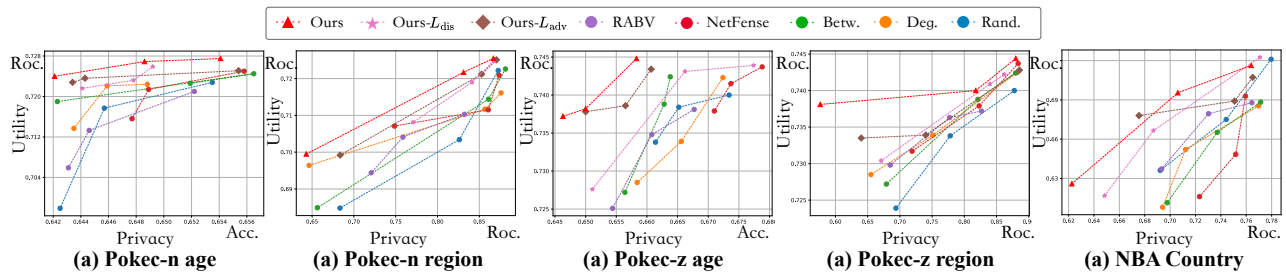 Ours Ours-L_dis Ours-L_adv RABV NetFense Betw. Deg. Rand.
Roc.
0.728
0.720
0.712
0.704
Utility
0.642 0.644 0.646 0.648 0.650 0.652 0.654 0.656
Privacy Acc.
(a) Pokec-n age
Roc.
0.72
0.71
0.70
0.69
Utility
0.65 0.70 0.75 0.80 0.85
Privacy Roc.
(a) Pokec-n region
Roc.
0.745
0.740
0.735
0.730
0.725
Utility
0.645 0.650 0.655 0.660 0.665 0.670 0.675 0.680
Privacy Roc.
(a) Pokec-z age
Roc.
0.745
0.740
0.735
0.730
0.725
Utility
0.60 0.65 0.70 0.75 0.80 0.85 0.90
Privacy Roc.
(a) Pokec-z region
Roc.
0.69
0.66
0.63
Utility
0.62 0.64 0.66 0.68 0.70 0.72 0.74 0.76 0.78
Privacy Roc.
(a) NBA Country